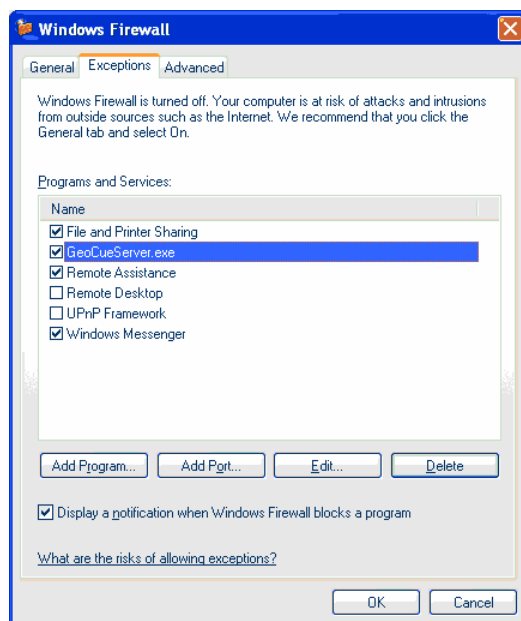 Windows Firewall
General Exceptions Advanced
Windows Firewall is turned off. Your computer is at risk of attacks and intrusions
from outside sources such as the Internet. We recommend that you click the
General tab and select On.
Programs and Services:
Name
File and Printer Sharing
GeoCueServer.exe
Remote Assistance
Remote Desktop
UPnP Framework
Windows Messenger
Add Program... Add Port... Edit... Delete
Display a notification when Windows Firewall blocks a program
What are the risks of allowing exceptions?
OK Cancel